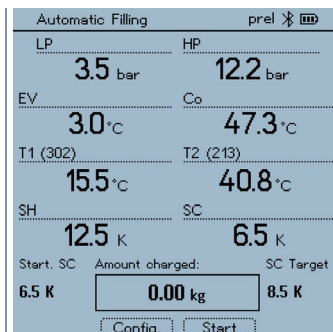 Automatic Filling prel
LP HP
3.5 bar 12.2 bar
EV Co
3.0 °C 47.3 °C
T1 (302) T2 (213)
15.5 °C 40.8 °C
SH SC
12.5 K 6.5 K
Start. SC Amount charged: SC Target
6.5 K 0.00 kg 8.5 K
Config. Start